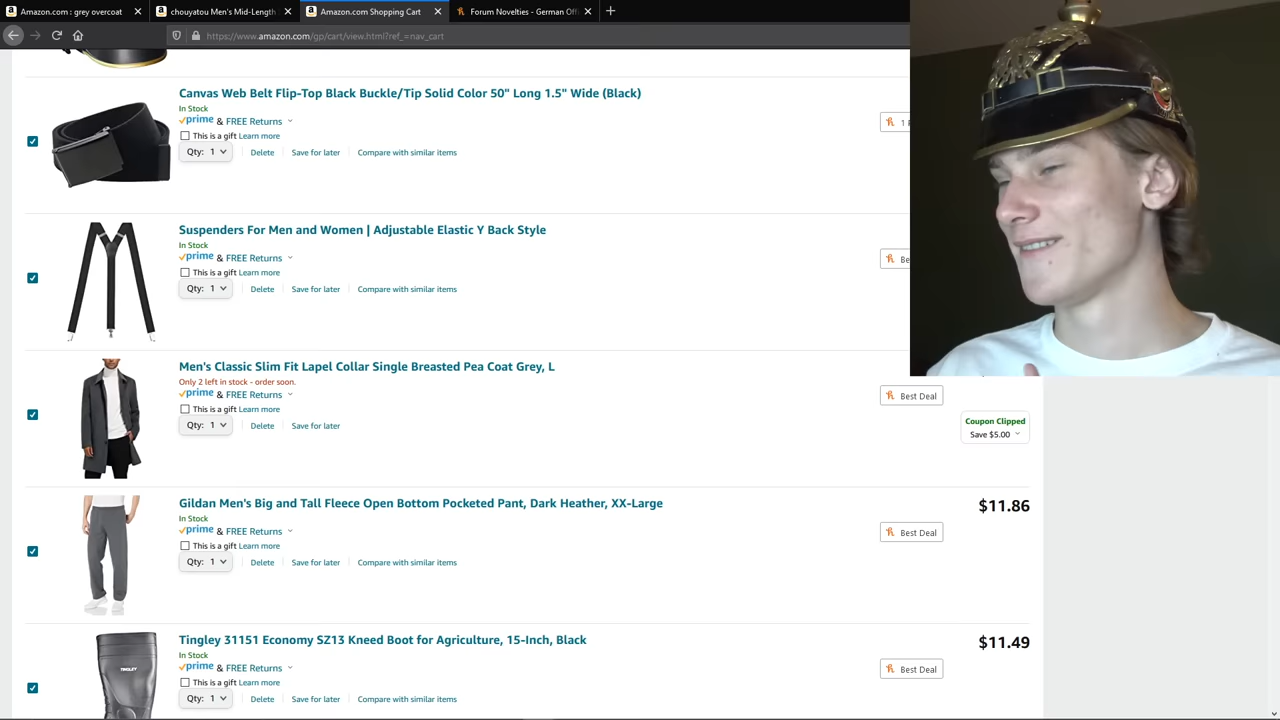 Amazon.com : grey overcoat
chouyatou Men's Mid-Length
Amazon.com Shopping Cart
Forum Novelties - German Off
https://www.amazon.com/gp/cart/view.html?ref_=nav_cart
Canvas Web Belt Flip-Top Black Buckle/Tip Solid Color 50" Long 1.5" Wide (Black)
In Stock
prime & FREE Returns
This is a gift Learn more
Qty: 1 Delete Save for later Compare with similar items
Suspenders For Men and Women | Adjustable Elastic Y Back Style
In Stock
prime & FREE Returns
This is a gift Learn more
Qty: 1 Delete Save for later Compare with similar items
Men's Classic Slim Fit Lapel Collar Single Breasted Pea Coat Grey, L
Only 2 left in stock - order soon.
prime & FREE Returns
Best Deal
This is a gift Learn more
Qty: 1 Delete Save for later
Coupon Clipped
Save $5.00
Gildan Men's Big and Tall Fleece Open Bottom Pocketed Pant, Dark Heather, XX-Large
$11.86
In Stock
prime & FREE Returns
Best Deal
This is a gift Learn more
Qty: 1 Delete Save for later Compare with similar items
Tingley 31151 Economy SZ13 Kneed Boot for Agriculture, 15-Inch, Black
$11.49
In Stock
prime & FREE Returns
Best Deal
This is a gift Learn more
Qty: 1 Delete Save for later Compare with similar items
TINGLEY